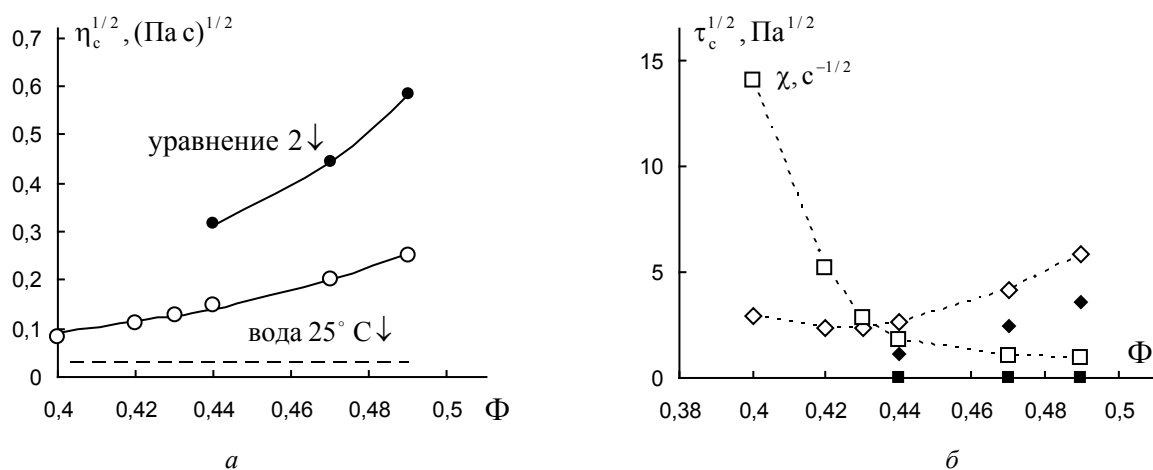 η_c^{1/2}, (Па с)^{1/2}
0,7
0,6
0,5
0,4
0,3
0,2
0,1
0
уравнение 2↓
вода 25° С↓
0,4 0,42 0,44 0,46 0,48 0,5 Φ
а
τ_c^{1/2}, Па^{1/2}
15
10
5
0
χ, с^{−1/2}
Φ
0,38 0,4 0,42 0,44 0,46 0,48 0,5
б